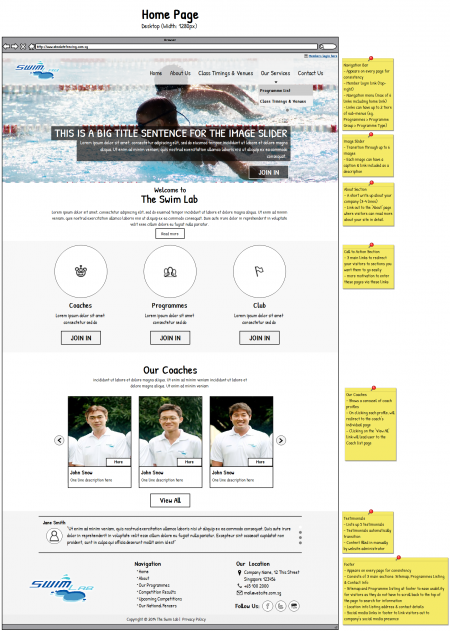 Home Page
Desktop (Width: 1280px)
Browser
Members Login here
SWIM
Home About Us Class Timings & Venues Our Services Contact Us
Programme List
Class Timings & Venues
THIS IS A BIG TITLE SENTENCE FOR THE IMAGE SLIDER
Lorem ipsum dolor sit amet, consectetur adipiscing elit, sed do eiusmod tempor incididunt ut labore et dolore magna
aliqua. Ut enim ad minim veniam, quis nostrud exercitation ullamco laboris nisi ut aliquip ex ea commodo
consequat.
JOIN IN
Welcome to
The Swim Lab
Lorem ipsum dolor sit amet, consectetur adipiscing elit, sed do eiusmod tempor incididunt ut labore et dolore magna aliqua. Ut enim ad minim
veniam, quis nostrud exercitation ullamco laboris nisi ut aliquip ex ea commodo consequat. Duis aute irure dolor in reprehenderit in voluptate
velit esse cillum dolore eu fugiat nulla pariatur.
Read more
Coaches
Lorem ipsum dolor sit amet
consectetur sed do
JOIN IN
Programmes
Lorem ipsum dolor sit amet
consectetur sed do
JOIN IN
Club
Lorem ipsum dolor sit amet
consectetur sed do
JOIN IN
Our Coaches
incididunt ut labore et dolore magna aliqua. Ut enim ad minim veniam incididunt ut labore et
dolore magna aliqua. Ut enim ad minim veniam
More
More
More
John Snow
One line description here
John Snow
One line description here
John Snow
One line description here
View All
Jane Smith
"Ut enim ad minim veniam, quis nostrud exercitation ullamco laboris nisi ut aliquip ex ea commodo consequat. Duis aute irure
dolor in reprehenderit in voluptate velit esse cillum dolore eu fugiat nulla pariatur. Excepteur sint occaecat cupidatat non
proident, sunt in culpa qui officia deserunt mollit anim id est"
SWIM LAB
Navigation
Home
About
Our Programmes
Competition Results
Upcoming Competitions
Our National Awards
Our Location
Company Name, 12 This Street
Singapore 123456
+65 100 2000
Follow Us:
Copyright © 2014 The Swim Lab | Privacy Policy
Navigation Bar
- Appears on every page for
consistency
- Member login link (top-
right)
- Navigation menu (max of 6
links including home link)
- Links can have up to 2 tiers
of sub-menus (e.g.
Programmes > Programme
Group > Programme Type)
Image Slider
- Transition through up to 4
images
- Each image can have a
caption & link included as a
description
About Section
- A short write up about your
company (3-4 lines)
- Link out to the 'About' page
where visitors can read more
about your site in detail
Call to Action Section
- 3 main links to redirect
your visitors to sections you
want them to go easily
- more motivation to enter
these pages via these links
Our Coaches
- Shows a carousel of coach
profiles
- On clicking each profile, will
redirect to the coach's
individual page
- Clicking on the 'View All'
link will lead user to the
Coach list page
Testimonials
- Lists up 5 Testimonials
- Testimonials automatically
transition
- Content filled in manually
by website administrator
Footer
- Appears on every page for consistency
- Consists of 3 main sections: Sitemap, Programmes Listing
& Contact Info
- Sitemap and Programme Listing at footer to ease usability
for visitors as they do not have to scroll back to the top of
the page to search for information
- Location info: Listing address & contact details
- Social media links in footer to link visitors out to
company's social media presence